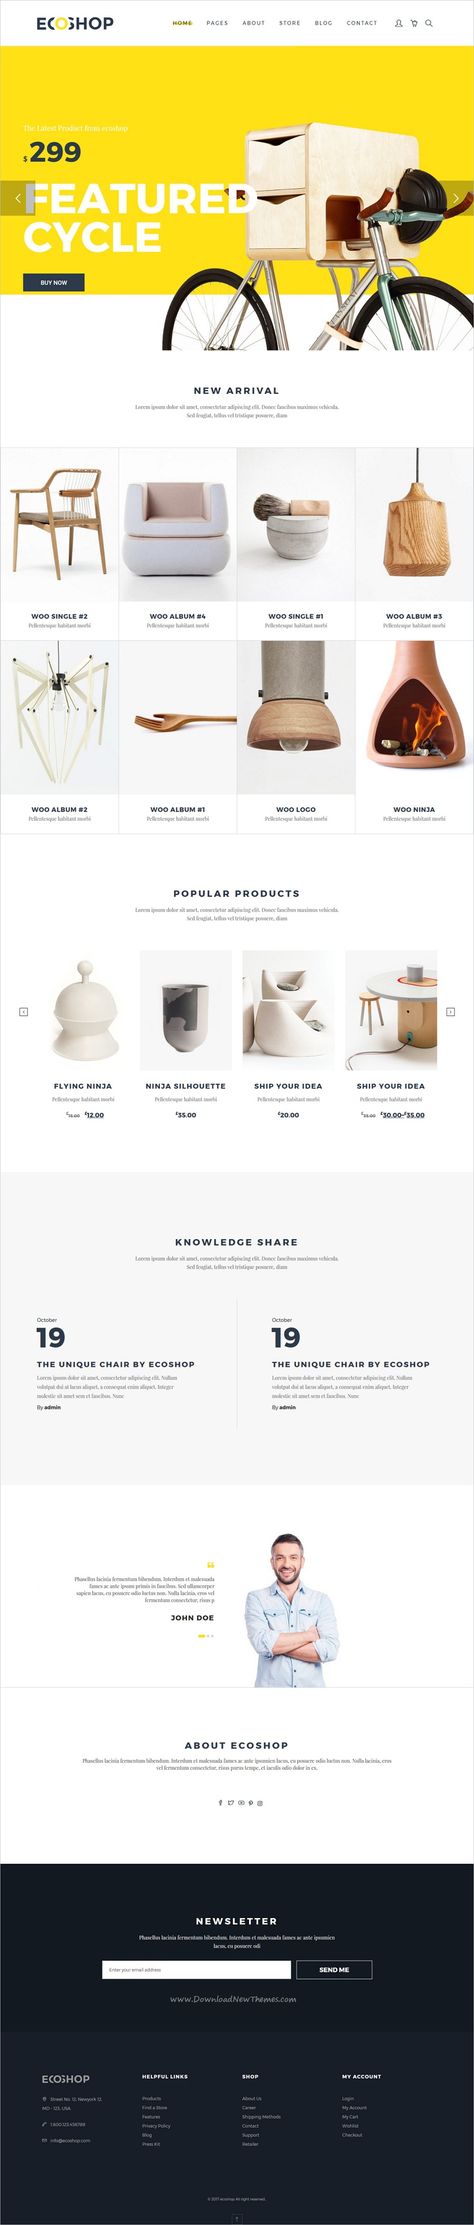 ECOSHOP
HOME PAGES ABOUT STORE BLOG CONTACT
The Latest Product from ecoshop
$299
FEATURED
CYCLE
BUY NOW
NEW ARRIVAL
Lorem ipsum dolor sit amet, consectetur adipiscing elit. Donec faucibus maximus vehicula.
Sed feugiat, tellus vel tristique posuere, diam
WOO SINGLE #2
Pellentesque habitant morbi
WOO ALBUM #4
Pellentesque habitant morbi
WOO SINGLE #1
Pellentesque habitant morbi
WOO ALBUM #3
Pellentesque habitant morbi
WOO ALBUM #2
Pellentesque habitant morbi
WOO ALBUM #1
Pellentesque habitant morbi
WOO LOGO
Pellentesque habitant morbi
WOO NINJA
Pellentesque habitant morbi
POPULAR PRODUCTS
Lorem ipsum dolor sit amet, consectetur adipiscing elit. Donec faucibus maximus vehicula.
Sed feugiat, tellus vel tristique posuere, diam
FLYING NINJA
Pellentesque habitant morbi
£15.00 £12.00
NINJA SILHOUETTE
Pellentesque habitant morbi
£35.00
SHIP YOUR IDEA
Pellentesque habitant morbi
£20.00
SHIP YOUR IDEA
Pellentesque habitant morbi
£35.00 £30.00–£35.00
KNOWLEDGE SHARE
Lorem ipsum dolor sit amet, consectetur adipiscing elit. Donec faucibus maximus vehicula.
Sed feugiat, tellus vel tristique posuere, diam
October
19
THE UNIQUE CHAIR BY ECOSHOP
Lorem ipsum dolor sit amet, consectetur adipiscing elit. Nullam
volutpat dui at lacus aliquet, a consequat enim aliquet. Integer
molestie sit amet sem et faucibus. Nunc
By admin
October
19
THE UNIQUE CHAIR BY ECOSHOP
Lorem ipsum dolor sit amet, consectetur adipiscing elit. Nullam
volutpat dui at lacus aliquet, a consequat enim aliquet. Integer
molestie sit amet sem et faucibus. Nunc
By admin
Phasellus lacinia fermentum bibendum. Interdum et malesuada
fames ac ante ipsum primis in faucibus. Sed ullamcorper
sapien lacus, eu posuere odio luctus non. Nulla lacinia, eros vel
fermentum consectetur, risus p
JOHN DOE
ABOUT ECOSHOP
Phasellus lacinia fermentum bibendum. Interdum et malesuada fames ac ante ipsumien lacus, eu posuere odio luctus non. Nulla lacinia, eros
vel fermentum consectetur, risus purus tempe, et iaculis odio dolor in ex.
NEWSLETTER
Phasellus lacinia fermentum bibendum. Interdum et malesuada fames ac ante ipsumien
lacus, eu posuere odi
Enter your email address
SEND ME
www.DownloadNewThemes.com
ECOSHOP
Street No. 12, Newyork 12,
MD - 123, USA.
1.800.123.456789
info@ecoshop.com
HELPFUL LINKS
Products
Find a Store
Features
Privacy Policy
Blog
Press Kit
SHOP
About Us
Career
Shipping Methods
Contact
Support
Retailer
MY ACCOUNT
Login
My Account
My Cart
Wishlist
Checkout
© 2017 ecoshop All right reserved.